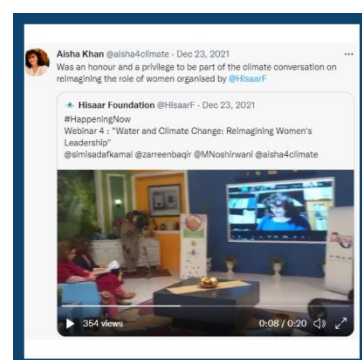 Aisha Khan @aisha4climate · Dec 23, 2021
Was an honour and a privilege to be part of the climate conversation on
reimagining the role of women organised by @HisaarF
Hisaar Foundation @HisaarF · Dec 23, 2021
#HappeningNow
Webinar 4 : "Water and Climate Change: Reimagining Women's
Leadership"
@simisadafkamal @zarreenbaqir @MNoshirwani @aisha4climate
354 views
0:08 / 0:20